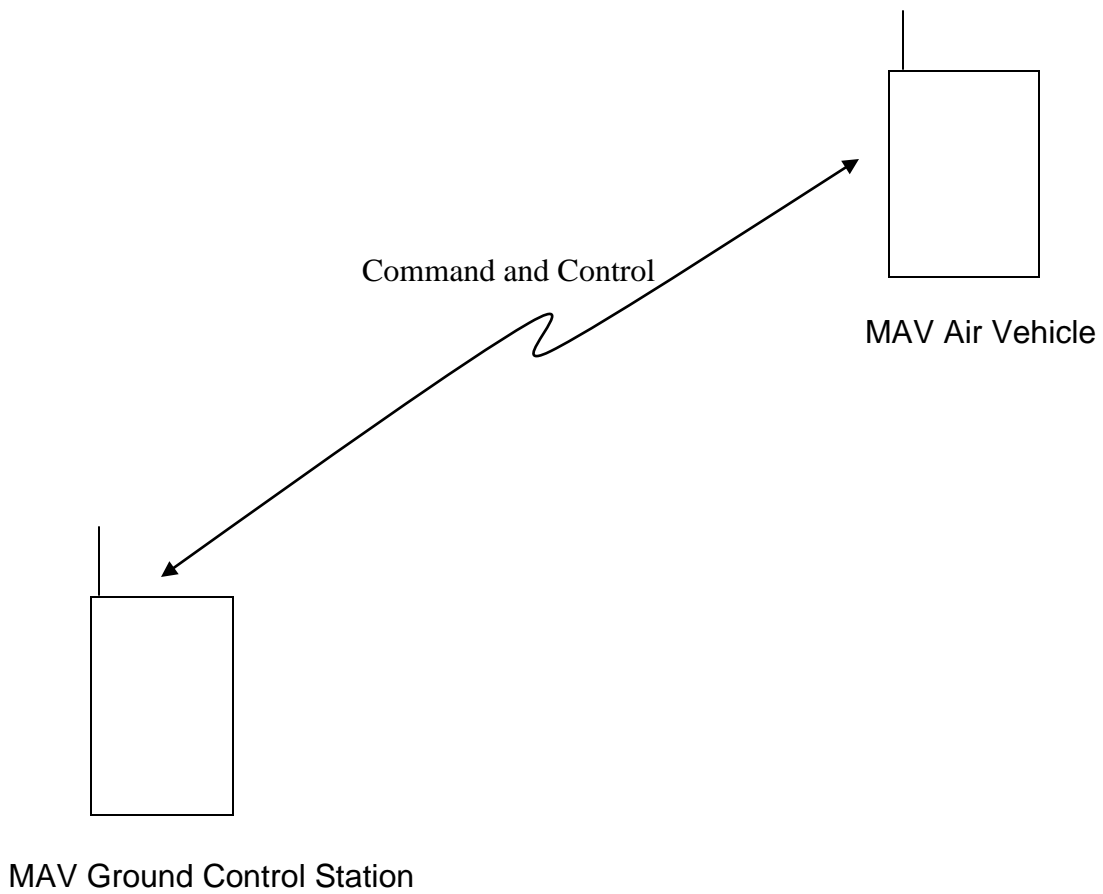 Command and Control
MAV Air Vehicle
MAV Ground Control Station